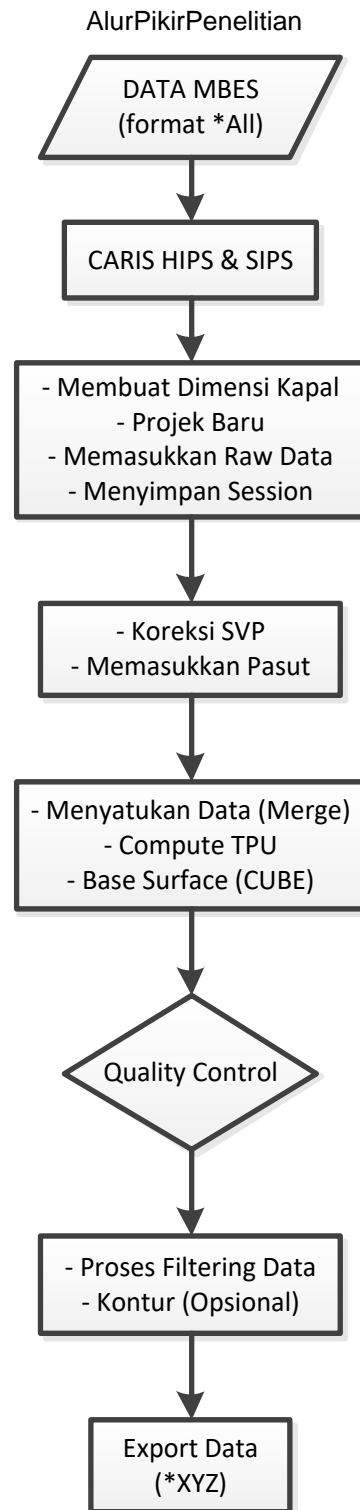 AlurPikirPenelitian
DATA MBES
(format *All)
CARIS HIPS & SIPS
- Membuat Dimensi Kapal
- Projek Baru
- Memasukkan Raw Data
- Menyimpan Session
- Koreksi SVP
- Memasukkan Pasut
- Menyatukan Data (Merge)
- Compute TPU
- Base Surface (CUBE)
Quality Control
- Proses Filtering Data
- Kontur (Opsional)
Export Data
(*XYZ)